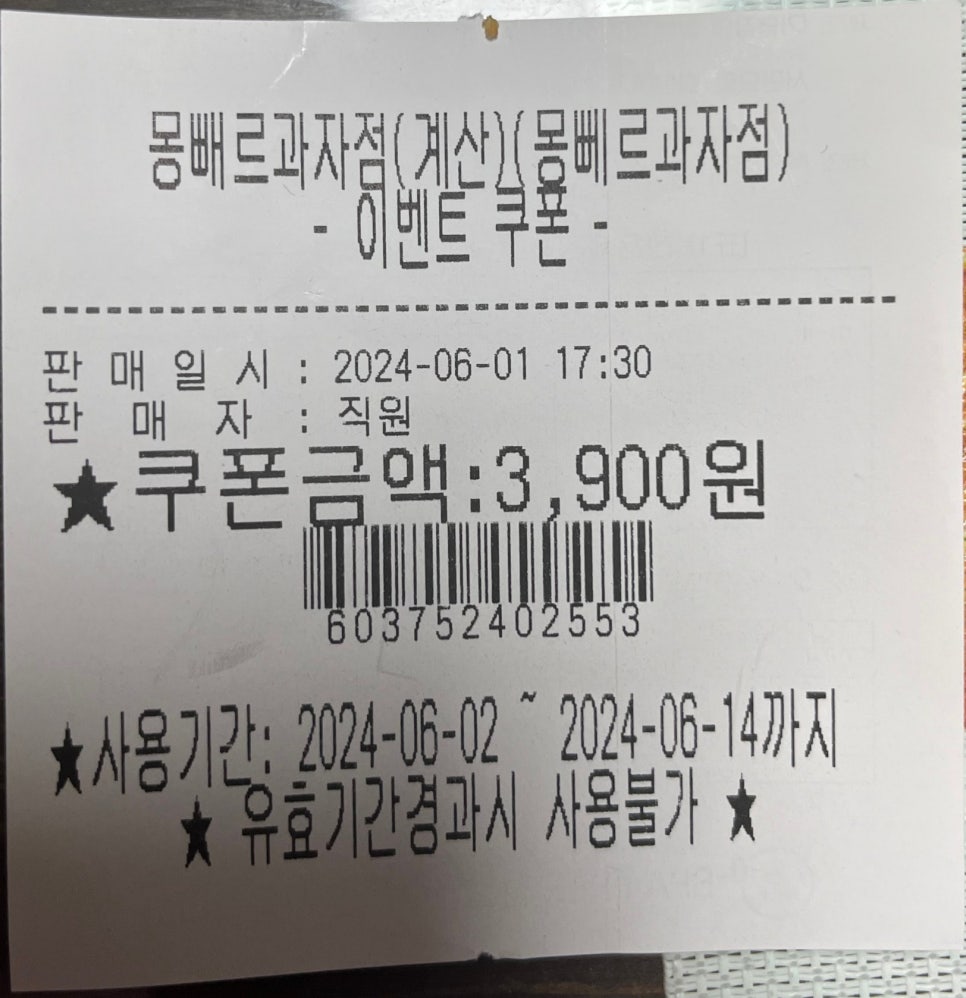 몽빼르과자점(계산)(몽뻬르과자점)
- 이벤트 쿠폰 -
판 매 일 시 : 2024-06-01 17:30
판 매 자 : 직원
★쿠폰금액:3,900원
603752402553
★사용기간: 2024-06-02 ~ 2024-06-14까지
★ 유효기간경과시 사용불가 ★